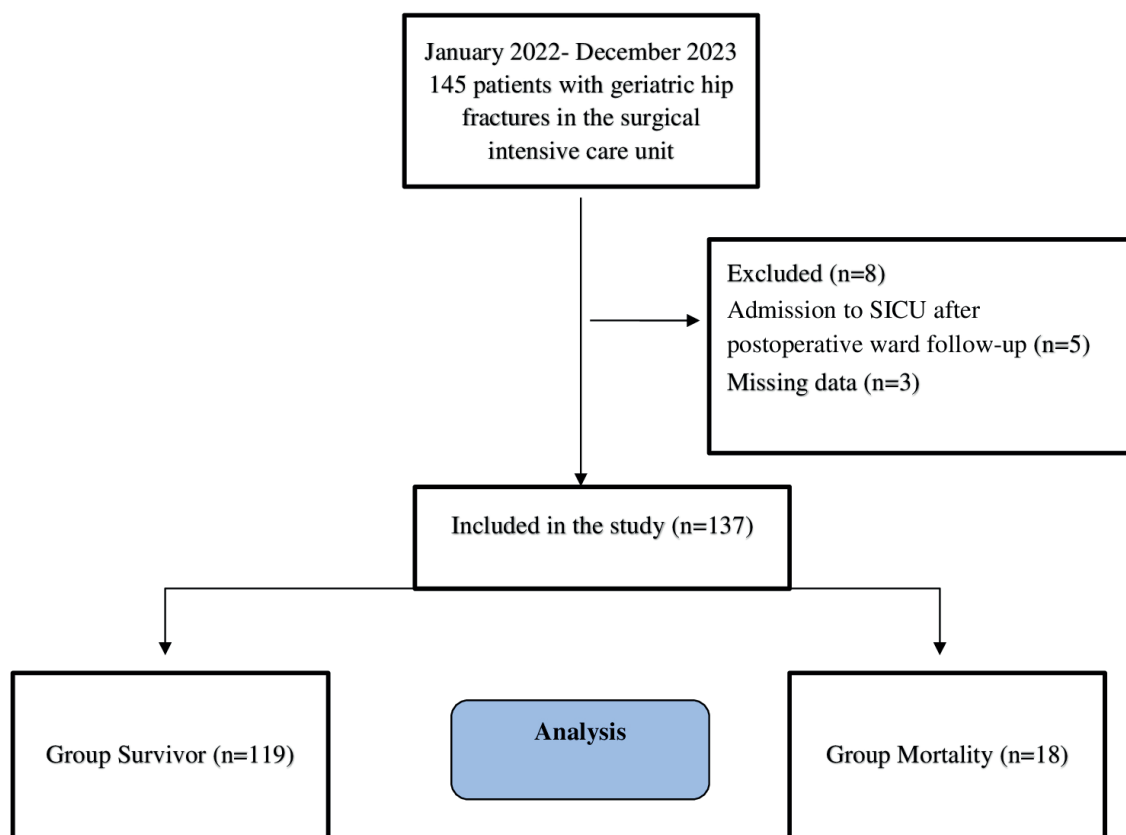 January 2022- December 2023
145 patients with geriatric hip
fractures in the surgical
intensive care unit
Excluded (n=8)
Admission to SICU after
postoperative ward follow-up (n=5)
Missing data (n=3)
Included in the study (n=137)
Group Survivor (n=119)
Analysis
Group Mortality (n=18)